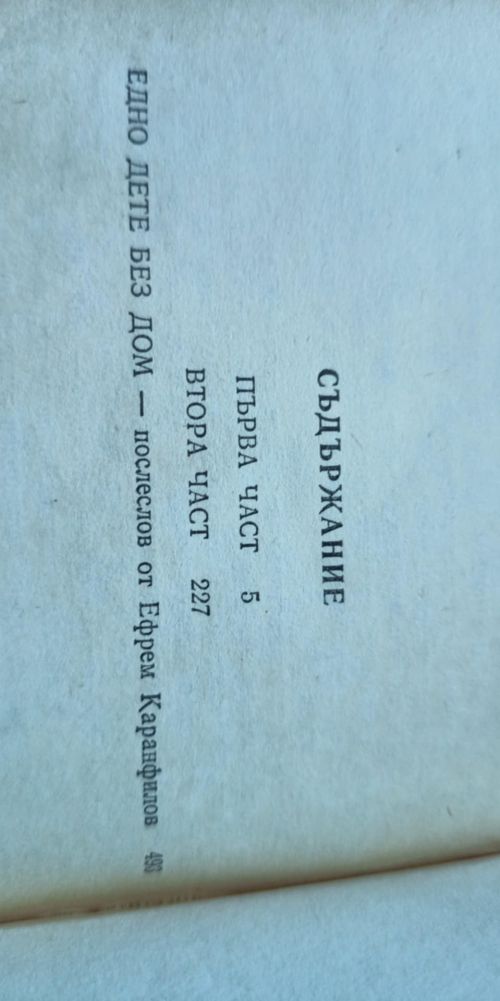 СЪДЪРЖАНИЕ
ПЪРВА ЧАСТ 5
ВТОРА ЧАСТ 227
ЕДНО ДЕТЕ БЕЗ ДОМ — послеслов от Ефрем Каранфилов 493